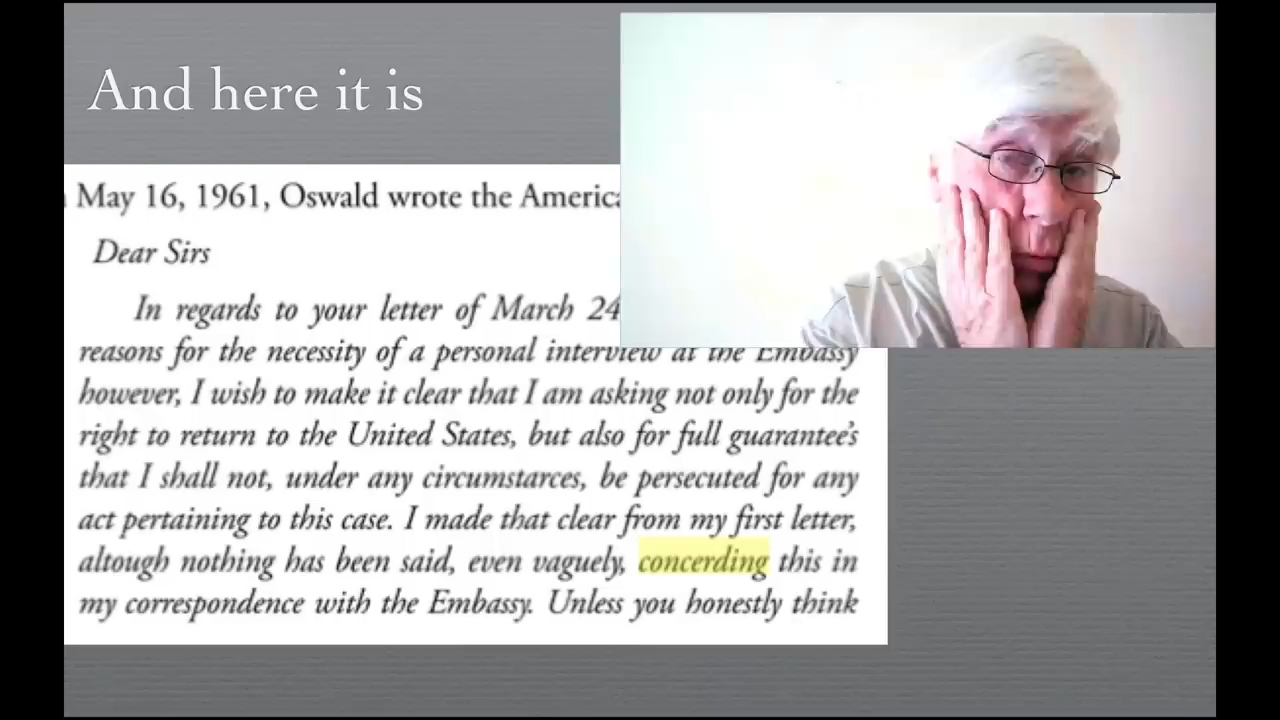 And here it is
May 16, 1961, Oswald wrote the America
Dear Sirs
In regards to your letter of March 24
reasons for the necessity of a personal interview at the Embassy
however, I wish to make it clear that I am asking not only for the
right to return to the United States, but also for full guarantee's
that I shall not, under any circumstarces, be persecuted for any
act pertaining to this case. I made that clear from my first letter,
altough nothing has been said, even vaguely, concerding this in
my correspondence with the Embassy. Unless you honestly think